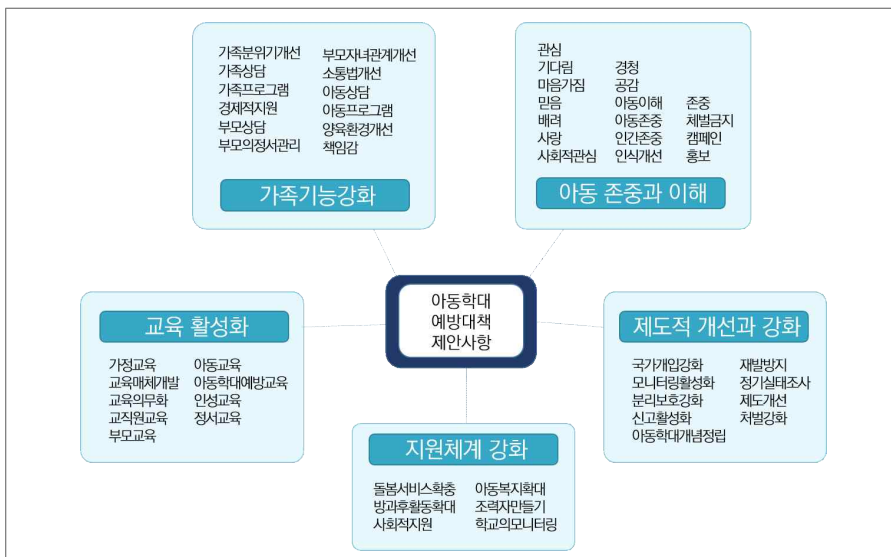 가족분위기개선 부모자녀관계개선
가족상담 소통법개선
가족프로그램 아동상담
경제적지원 아동프로그램
부모상담 양육환경개선
부모의정서관리 책임감
가족기능강화
관심
기다림 경청
마음가짐 공감
믿음 아동이해 존중
배려 아동존중 체벌금지
사랑 인간존중 캠페인
사회적관심 인식개선 홍보
아동 존중과 이해
아동학대
예방대책
제안사항
교육 활성화
가정교육 아동교육
교육매체개발 아동학대예방교육
교육의무화 인성교육
교직원교육 정서교육
부모교육
제도적 개선과 강화
국가개입강화 재발방지
모니터링활성화 정기실태조사
분리보호강화 제도개선
신고활성화 처벌강화
아동학대개념정립
지원체계 강화
돌봄서비스확충 아동복지확대
방과후활동확대 조력자만들기
사회적지원 학교의모니터링